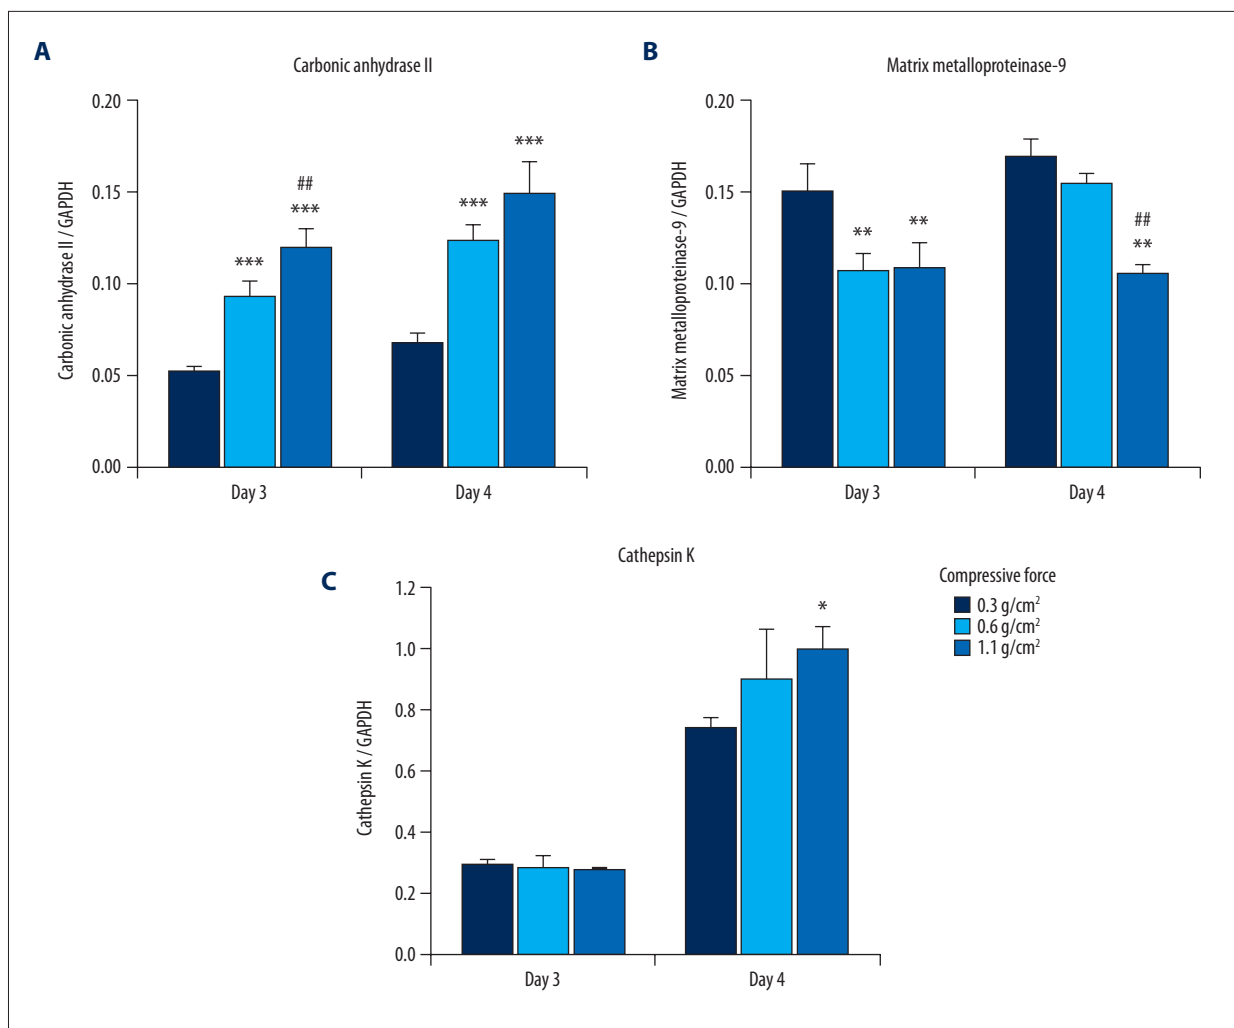 A
Carbonic anhydrase II
Carbonic anhydrase II / GAPDH
0.20
0.15
0.10
0.05
0.00
***
##
***
***
***
Day 3
Day 4
B
Matrix metalloproteinase-9
Matrix metalloproteinase-9 / GAPDH
0.20
0.15
0.10
0.05
0.00
**
**
##
**
Day 3
Day 4
C
Cathepsin K
Cathepsin K / GAPDH
1.2
1.0
0.8
0.6
0.4
0.2
0.0
*
Day 3
Day 4
Compressive force
0.3 g/cm²
0.6 g/cm²
1.1 g/cm²